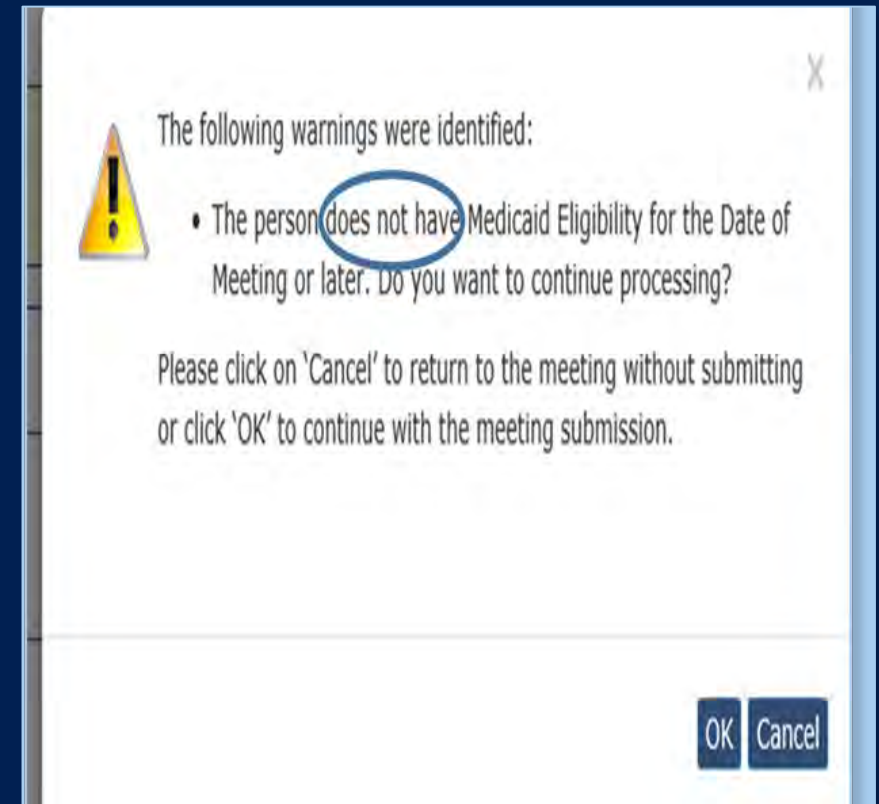 X
The following warnings were identified:
• The person does not have Medicaid Eligibility for the Date of
Meeting or later. Do you want to continue processing?
Please click on ‘Cancel’ to return to the meeting without submitting
or click ‘OK’ to continue with the meeting submission.
OK Cancel